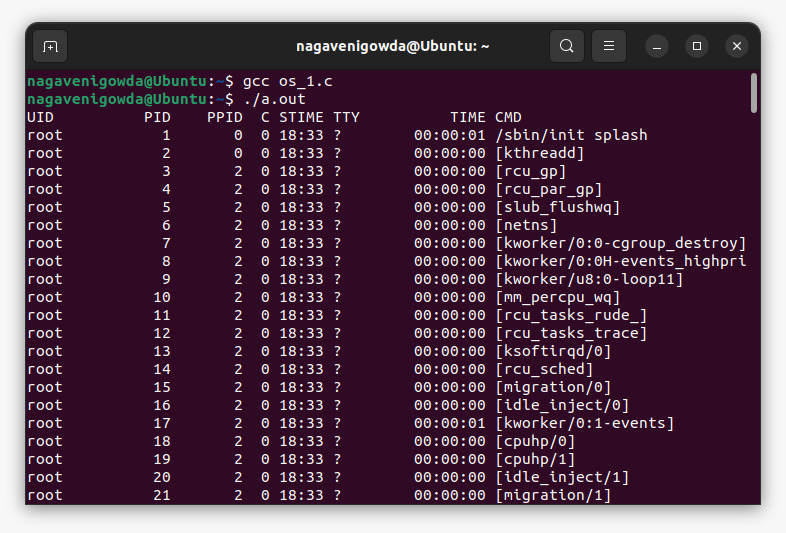 nagavenigowda@Ubuntu: ~
nagavenigowda@Ubuntu:~$ gcc os_1.c
nagavenigowda@Ubuntu:~$ ./a.out
UID          PID    PPID  C STIME TTY          TIME CMD
root           1       0  0 18:33 ?        00:00:01 /sbin/init splash
root           2       0  0 18:33 ?        00:00:00 [kthreadd]
root           3       2  0 18:33 ?        00:00:00 [rcu_gp]
root           4       2  0 18:33 ?        00:00:00 [rcu_par_gp]
root           5       2  0 18:33 ?        00:00:00 [slub_flushwq]
root           6       2  0 18:33 ?        00:00:00 [netns]
root           7       2  0 18:33 ?        00:00:00 [kworker/0:0-cgroup_destroy]
root           8       2  0 18:33 ?        00:00:00 [kworker/0:0H-events_highpri
root           9       2  0 18:33 ?        00:00:00 [kworker/u8:0-loop11]
root          10       2  0 18:33 ?        00:00:00 [mm_percpu_wq]
root          11       2  0 18:33 ?        00:00:00 [rcu_tasks_rude_]
root          12       2  0 18:33 ?        00:00:00 [rcu_tasks_trace]
root          13       2  0 18:33 ?        00:00:00 [ksoftirqd/0]
root          14       2  0 18:33 ?        00:00:00 [rcu_sched]
root          15       2  0 18:33 ?        00:00:00 [migration/0]
root          16       2  0 18:33 ?        00:00:00 [idle_inject/0]
root          17       2  0 18:33 ?        00:00:01 [kworker/0:1-events]
root          18       2  0 18:33 ?        00:00:00 [cpuhp/0]
root          19       2  0 18:33 ?        00:00:00 [cpuhp/1]
root          20       2  0 18:33 ?        00:00:00 [idle_inject/1]
root          21       2  0 18:33 ?        00:00:00 [migration/1]